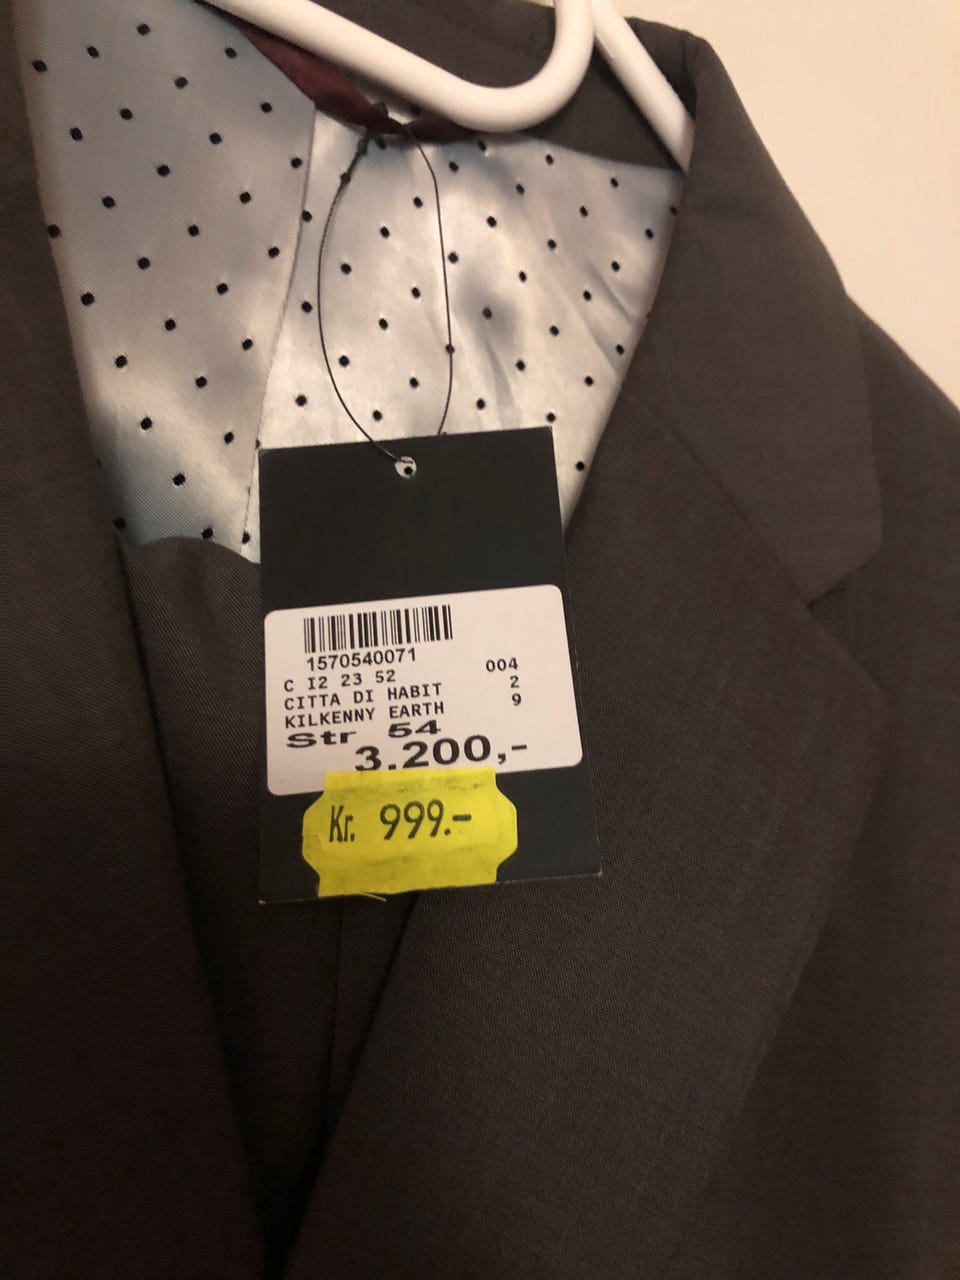 1570540071
C I2 23 52 004
CITTA DI HABIT 2
KILKENNY EARTH 9
Str 54
3.200,-
Kr. 999.-